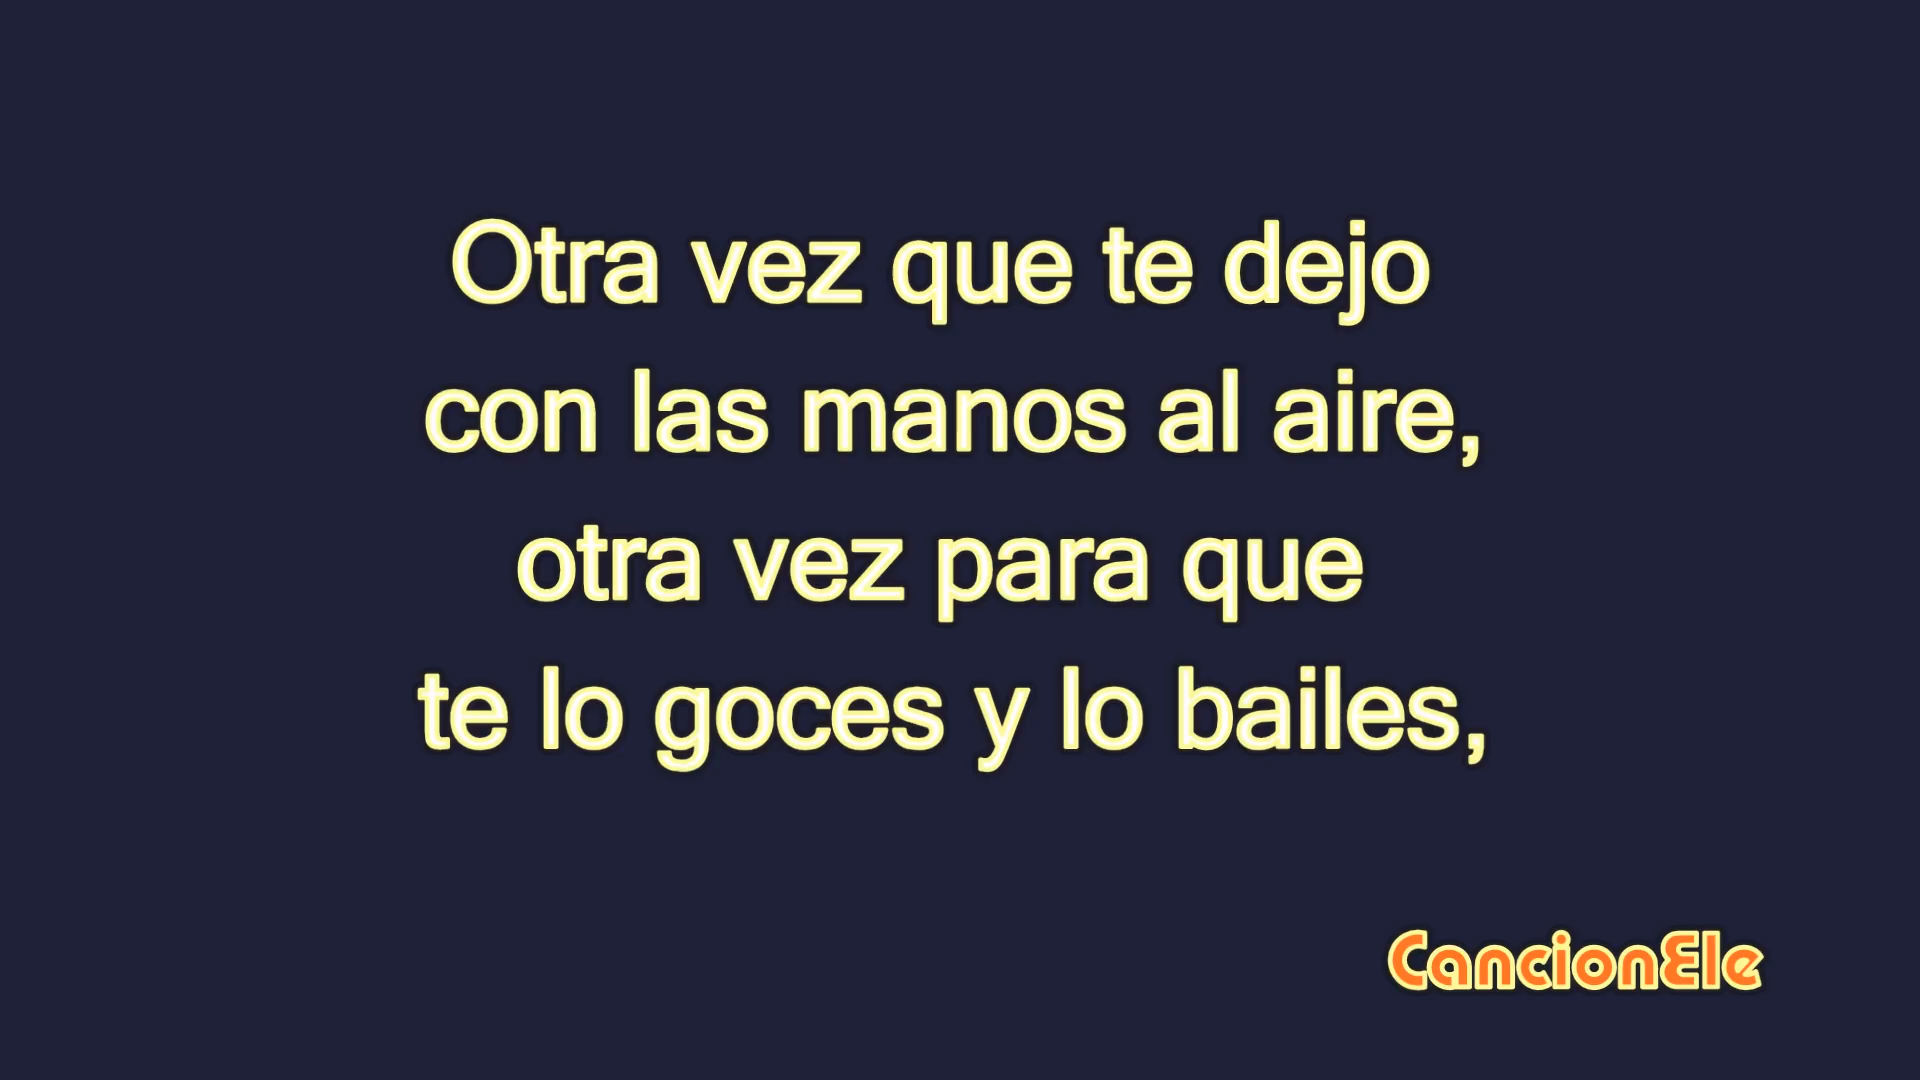 Otra vez que te dejo
con las manos al aire,
otra vez para que
te lo goces y lo bailes,
CancionEle